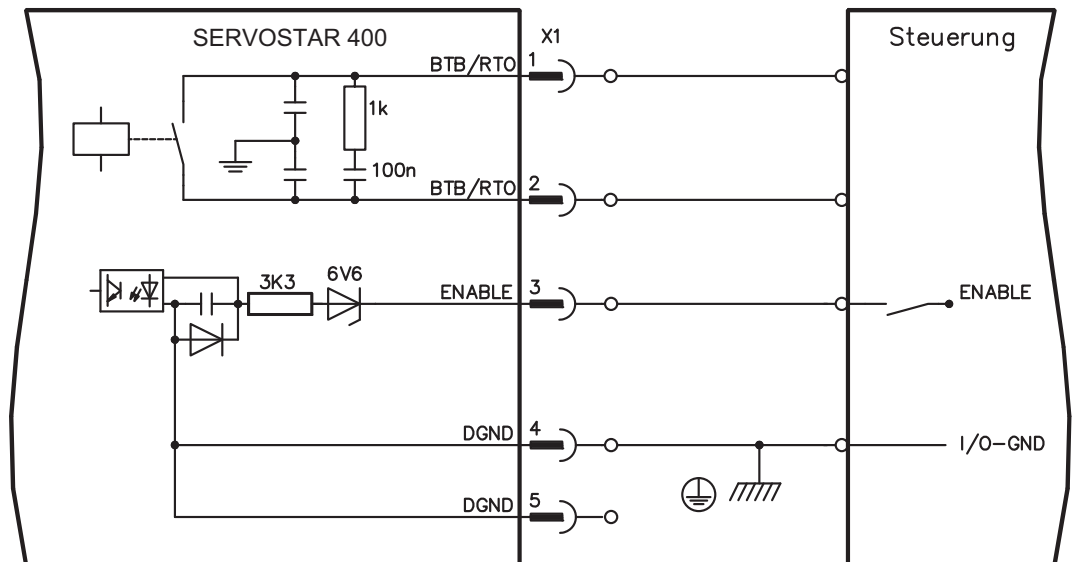 SERVOSTAR 400
X1
Steuerung
BTB/RTO
1
1k
100n
BTB/RTO
2
3K3
6V6
ENABLE
3
ENABLE
DGND
4
I/O-GND
DGND
5